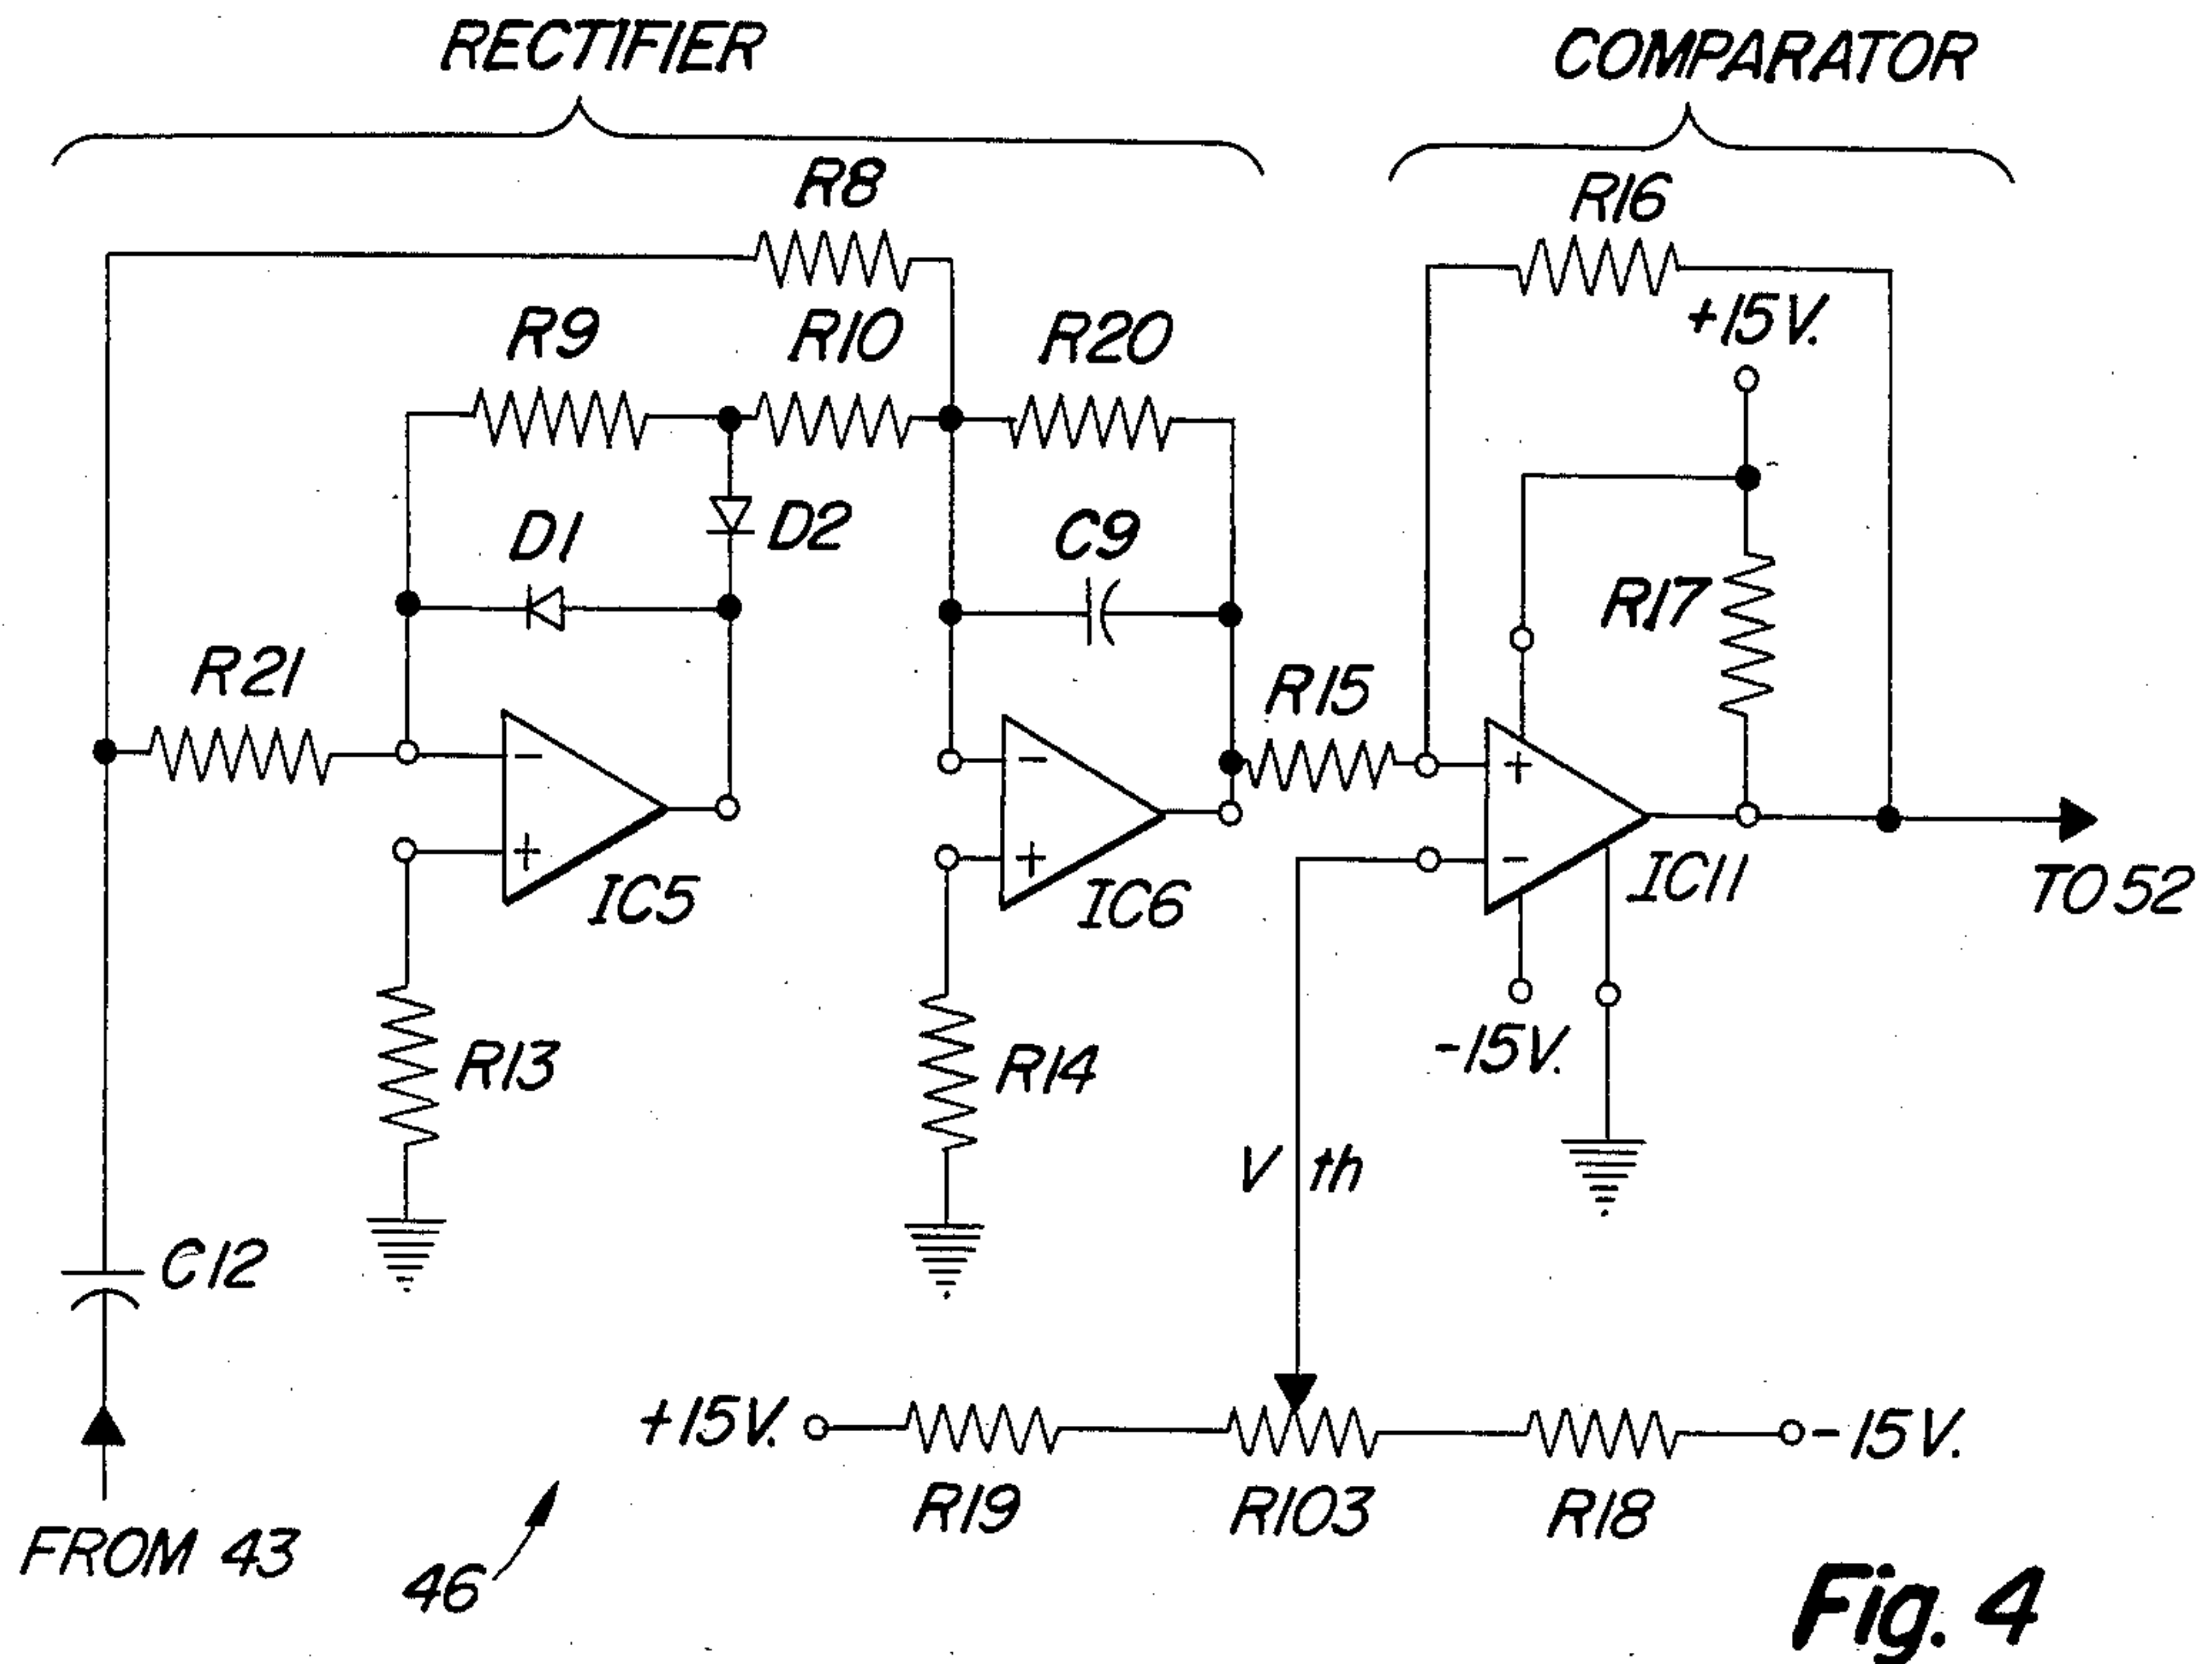 RECTIFIER
COMPARATOR
R8
R16
+15V.
R9
R10
R20
D1
D2
C9
R17
R21
R15
-
+
IC5
-
+
IC6
+
-
IC11
TO 52
R13
R14
-15V.
V th
C12
+15V.
R19
R103
R18
-15V.
FROM 43
46
Fig. 4